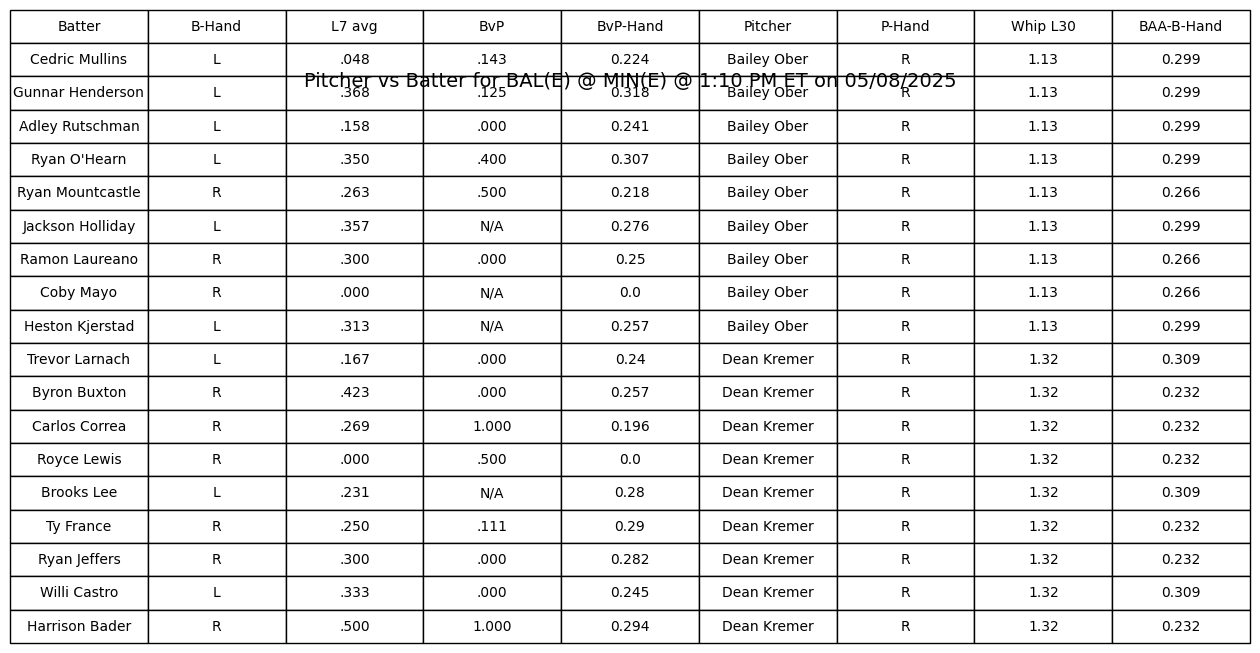 Batter B-Hand L7 avg BvP BvP-Hand Pitcher P-Hand Whip L30 BAA-B-Hand
Cedric Mullins L .048 .143 0.224 Bailey Ober R 1.13 0.299
Pitcher vs Batter for BAL(E) @ MIN(E) @ 1:10 PM ET on 05/08/2025
Gunnar Henderson L .368 .125 0.318 Bailey Ober R 1.13 0.299
Adley Rutschman L .158 .000 0.241 Bailey Ober R 1.13 0.299
Ryan O'Hearn L .350 .400 0.307 Bailey Ober R 1.13 0.299
Ryan Mountcastle R .263 .500 0.218 Bailey Ober R 1.13 0.266
Jackson Holliday L .357 N/A 0.276 Bailey Ober R 1.13 0.299
Ramon Laureano R .300 .000 0.25 Bailey Ober R 1.13 0.266
Coby Mayo R .000 N/A 0.0 Bailey Ober R 1.13 0.266
Heston Kjerstad L .313 N/A 0.257 Bailey Ober R 1.13 0.299
Trevor Larnach L .167 .000 0.24 Dean Kremer R 1.32 0.309
Byron Buxton R .423 .000 0.257 Dean Kremer R 1.32 0.232
Carlos Correa R .269 1.000 0.196 Dean Kremer R 1.32 0.232
Royce Lewis R .000 .500 0.0 Dean Kremer R 1.32 0.232
Brooks Lee L .231 N/A 0.28 Dean Kremer R 1.32 0.309
Ty France R .250 .111 0.29 Dean Kremer R 1.32 0.232
Ryan Jeffers R .300 .000 0.282 Dean Kremer R 1.32 0.232
Willi Castro L .333 .000 0.245 Dean Kremer R 1.32 0.309
Harrison Bader R .500 1.000 0.294 Dean Kremer R 1.32 0.232